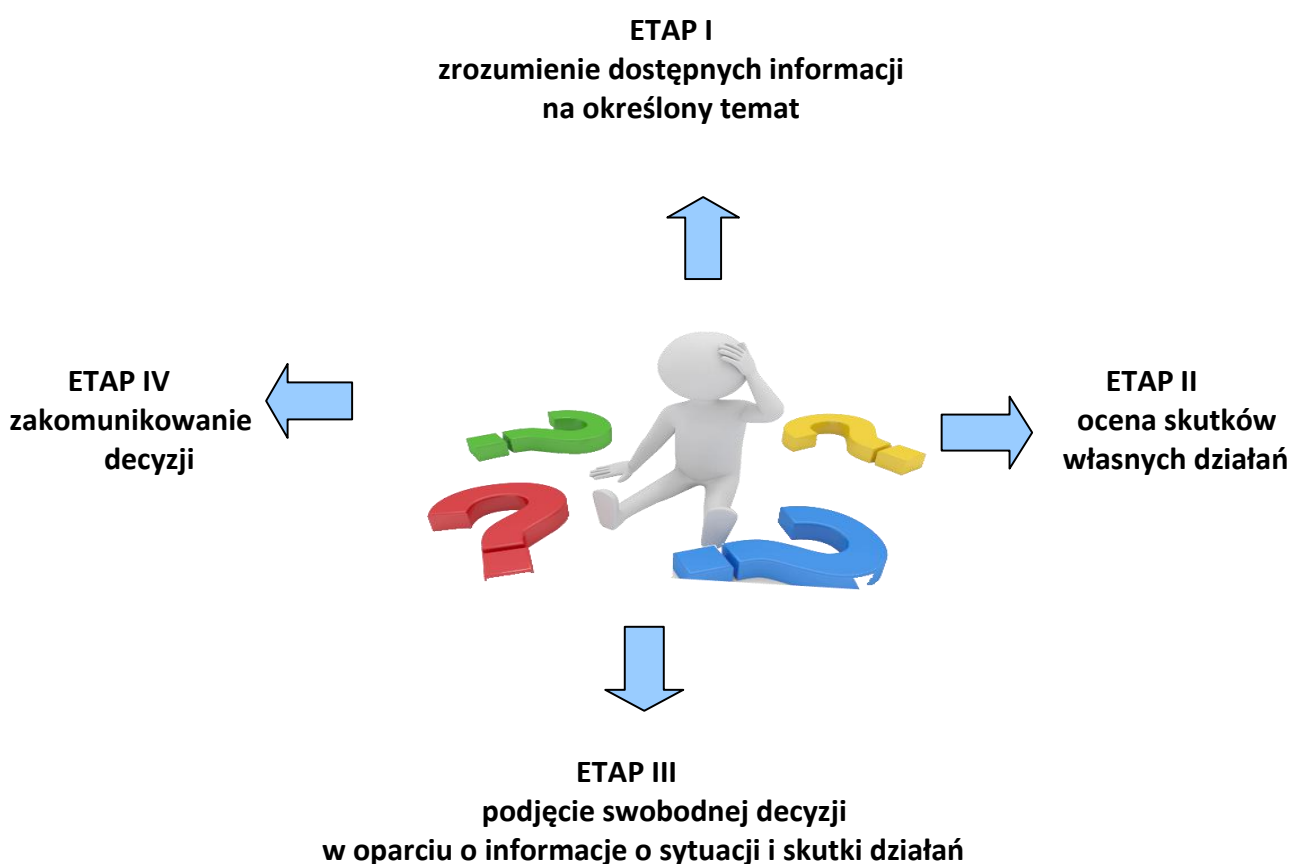 ETAP I
zrozumienie dostępnych informacji
na określony temat
ETAP II
ocena skutków
własnych działań
ETAP III
podjęcie swobodnej decyzji
w oparciu o informacje o sytuacji i skutki działań
ETAP IV
zakomunikowanie
decyzji